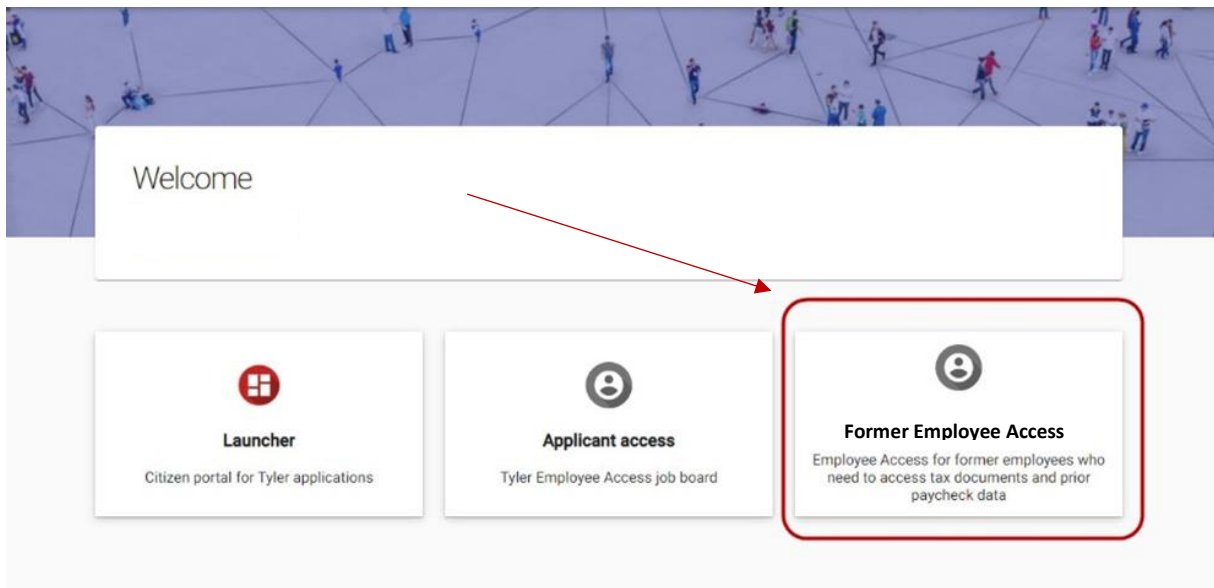 Welcome
Launcher
Citizen portal for Tyler applications
Applicant access
Tyler Employee Access job board
Former Employee Access
Employee Access for former employees who
need to access tax documents and prior
paycheck data